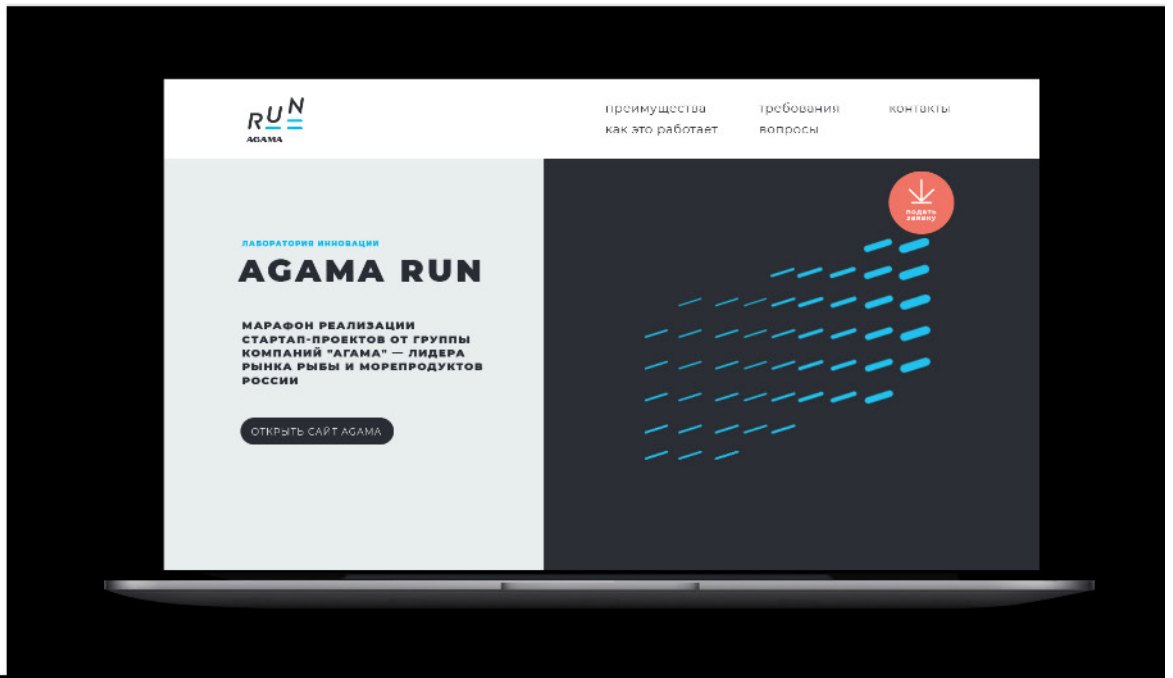 RUN
AGAMA
преимущества
требования
контакты
как это работает
вопросы
подать
заявку
ЛАБОРАТОРИЯ ИННОВАЦИИ
AGAMA RUN
МАРАФОН РЕАЛИЗАЦИИ
СТАРТАП-ПРОЕКТОВ ОТ ГРУППЫ
КОМПАНИЙ "АГАМА" — ЛИДЕРА
РЫНКА РЫБЫ И МОРЕПРОДУКТОВ
РОССИИ
ОТКРЫТЬ САЙТ AGAMA